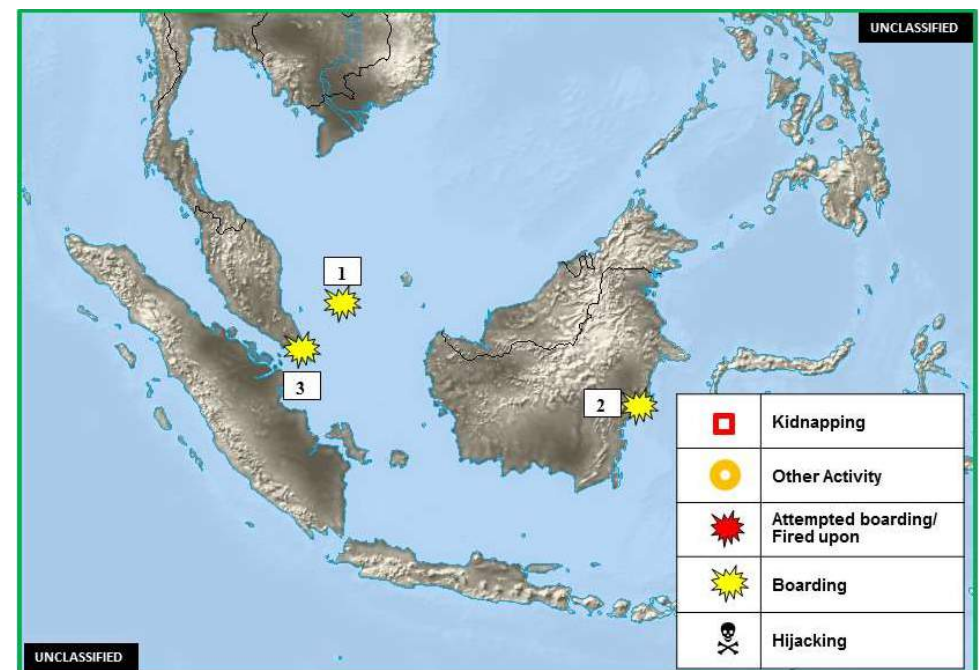 UNCLASSIFIED
1
3
2
Kidnapping
Other Activity
Attempted boarding/
Fired upon
Boarding
Hijacking
UNCLASSIFIED